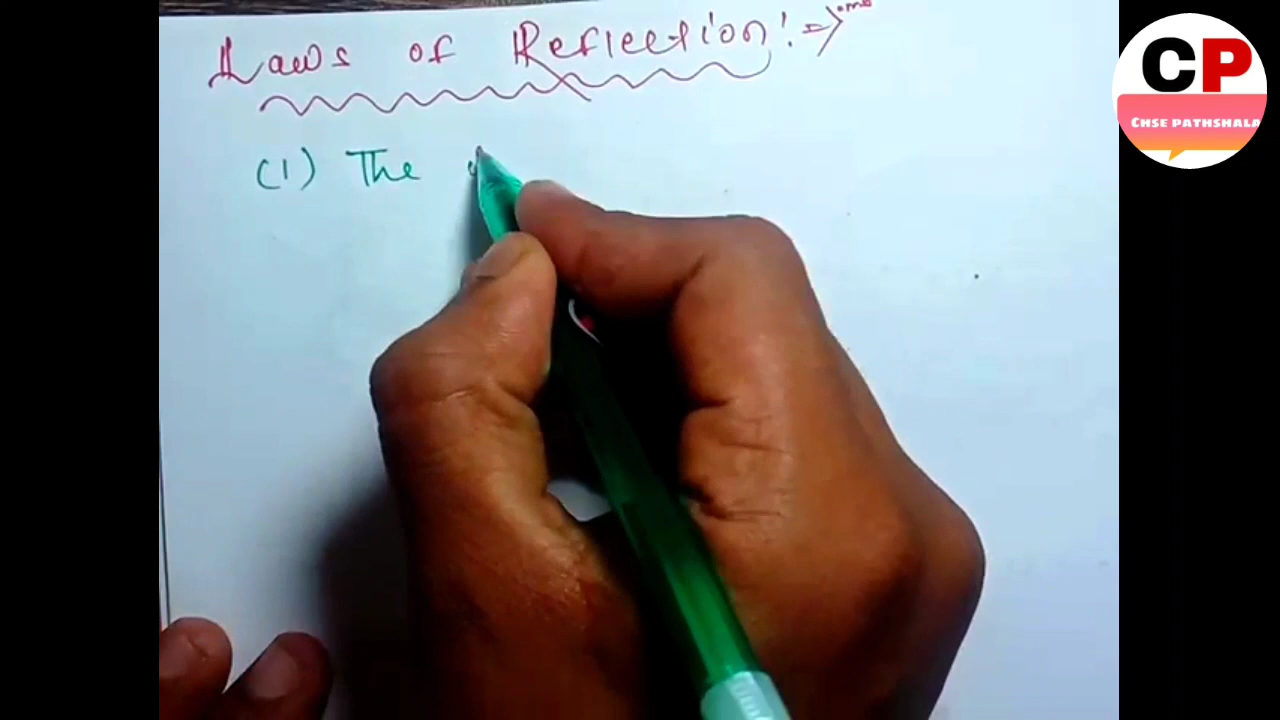 Laws of Reflection:→
(1) The
CP
CHSE PATHSHALA